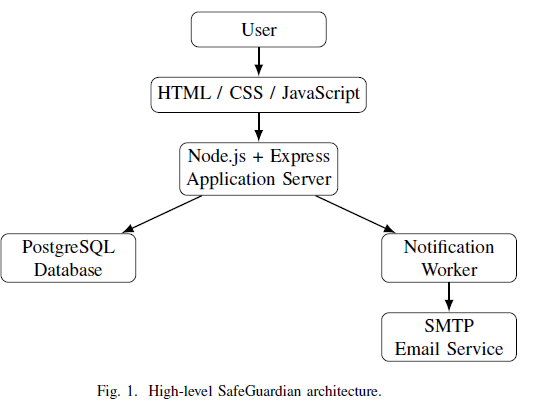 User
HTML / CSS / JavaScript
Node.js + Express
Application Server
PostgreSQL
Database
Notification
Worker
SMTP
Email Service
Fig. 1. High-level SafeGuardian architecture.